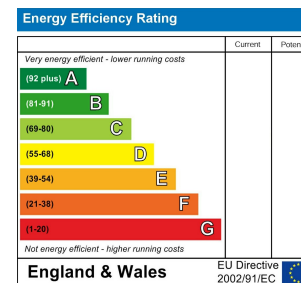 Energy Efficiency Rating
Current Poten
Very energy efficient - lower running costs
(92 plus) A
(81-91) B
(69-80) C
(55-68) D
(39-54) E
(21-38) F
(1-20) G
Not energy efficient - higher running costs
England & Wales
EU Directive
2002/91/EC